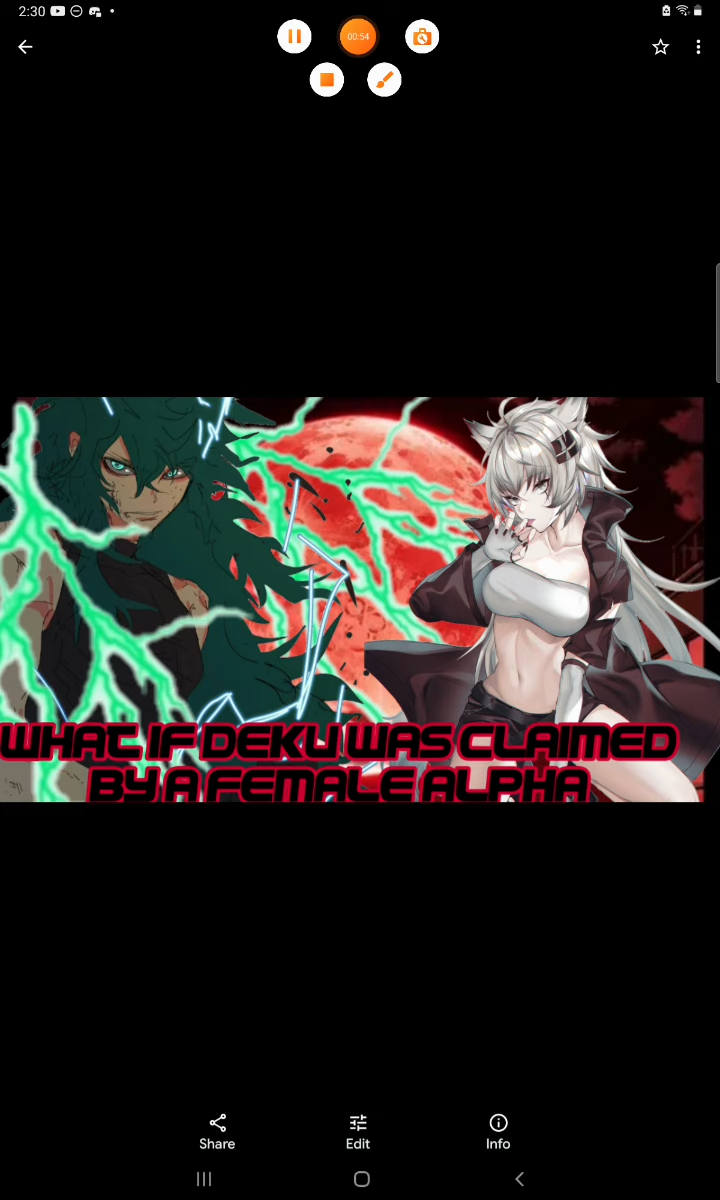 2:30
00:54
WHAT IF DEKU WAS CLAIMED
BY A FEMALE ALPHA
Share
Edit
Info